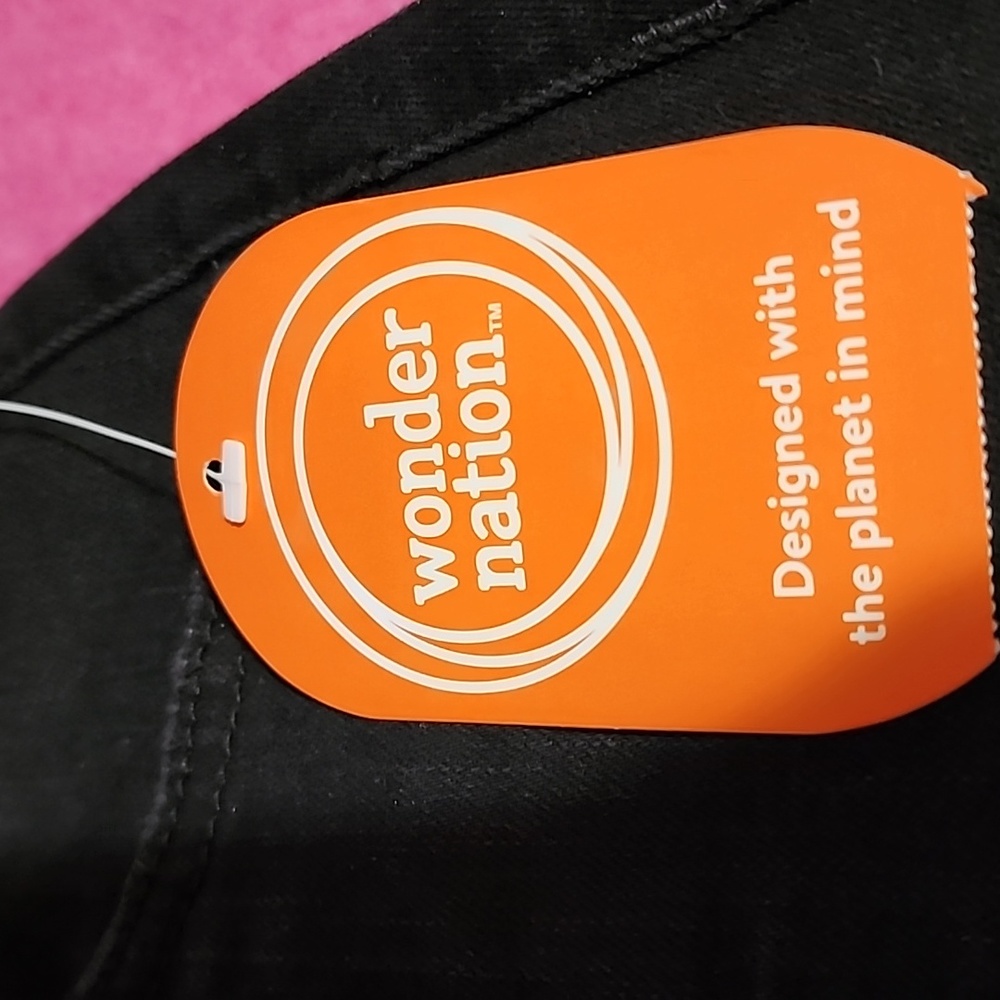 wonder
nation™
Designed with
the planet in mind